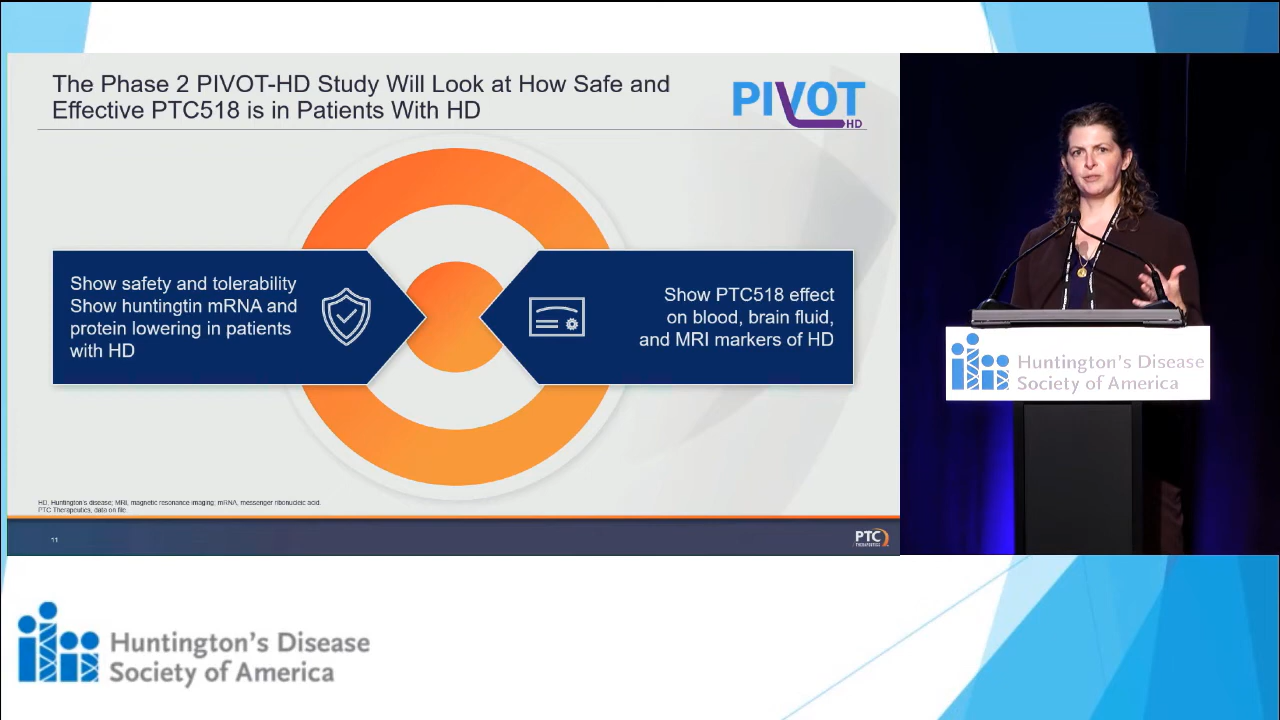 The Phase 2 PIVOT-HD Study Will Look at How Safe and
Effective PTC518 is in Patients With HD
PIVOT
HD
Show safety and tolerability
Show huntingtin mRNA and
protein lowering in patients
with HD
Show PTC518 effect
on blood, brain fluid,
and MRI markers of HD
HD, Huntington's disease; MRI, magnetic resonance imaging; mRNA, messenger ribonucleic acid.
PTC Therapeutics, data on file.
11
PTC
THERAPEUTICS
Huntington's Disease
Society of America
Huntington's Disease
Society of America